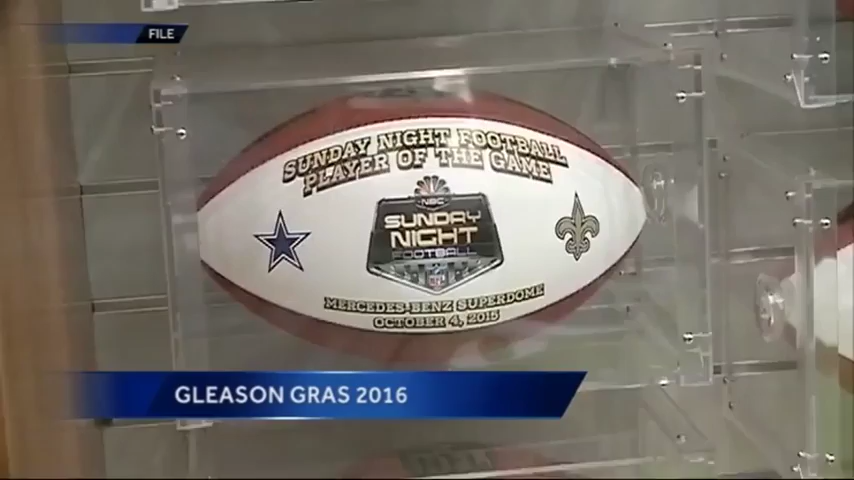 FILE
SUNDAY NIGHT FOOTBALL
PLAYER OF THE GAME
NBC
SUNDAY
NIGHT
FOOTBALL
NFL
MERCEDES-BENZ SUPERDOME
OCTOBER 4, 2015
GLEASON GRAS 2016